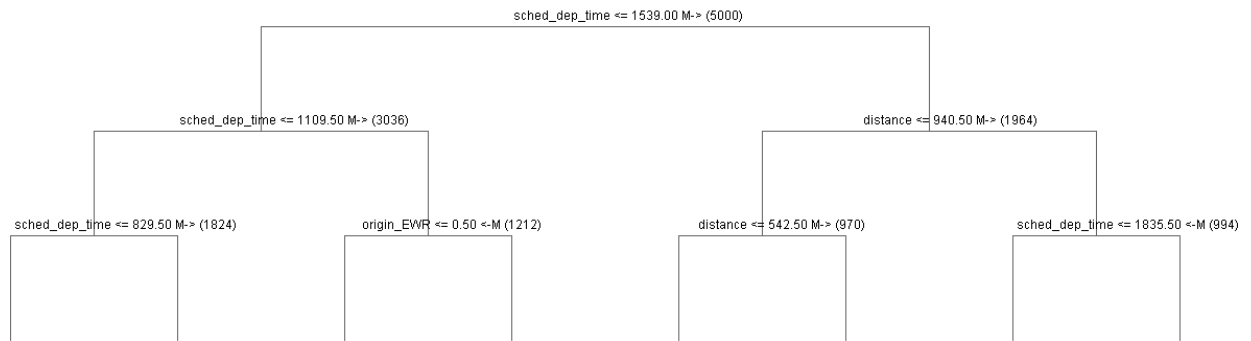 sched_dep_time <= 1539.00 M-> (5000)
sched_dep_time <= 1109.50 M-> (3036)
distance <= 940.50 M-> (1964)
sched_dep_time <= 829.50 M-> (1824)
origin_EWR <= 0.50 <-M (1212)
distance <= 542.50 M-> (970)
sched_dep_time <= 1835.50 <-M (994)